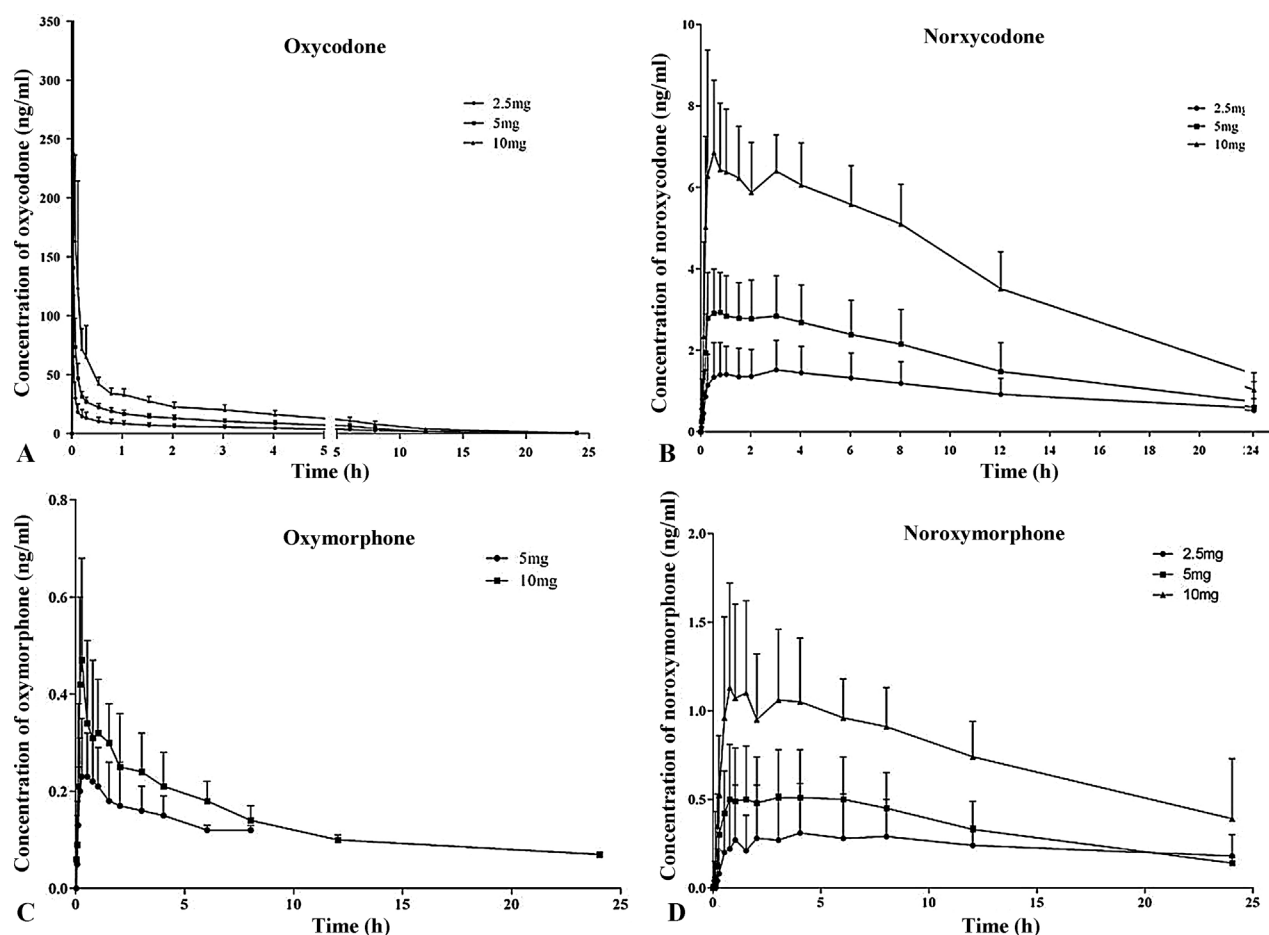 Oxycodone
Concentration of oxycodone (ng/ml)
350
300
250
200
150
100
50
0
2.5mg
5mg
10mg
0 1 2 3 4 5 5 10 15 20 25
Time (h)
A
Norxycodone
Concentration of noroxycodone (ng/ml)
10
8
6
4
2
0
2.5mg
5mg
10mg
0 2 4 6 8 10 12 14 16 18 20 24
Time (h)
B
Oxymorphone
Concentration of oxymorphone (ng/ml)
0.8
0.6
0.4
0.2
0.0
5mg
10mg
0 5 10 15 20 25
Time (h)
C
Noroxymorphone
Concentration of noroxymorphone (ng/ml)
2.0
1.5
1.0
0.5
0.0
2.5mg
5mg
10mg
0 5 10 15 20 25
Time (h)
D